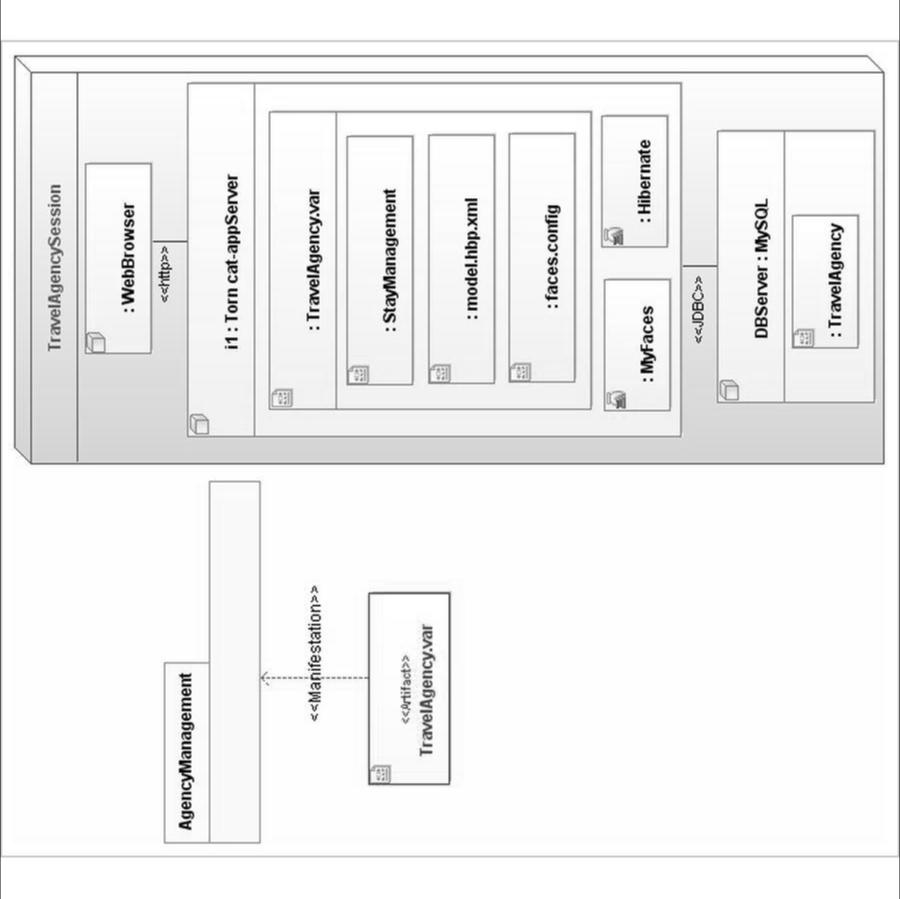 TravelAgencySession
: WebBrowser
<<http>>
i1 : Torn cat-appServer
: TravelAgency.var
: StayManagement
: model.hbp.xml
: faces.config
: MyFaces
: Hibernate
<<JDBC>>
DBServer : MySQL
: TravelAgency
AgencyManagement
<<Manifestation>>
<<Artifact>>
TravelAgency.var